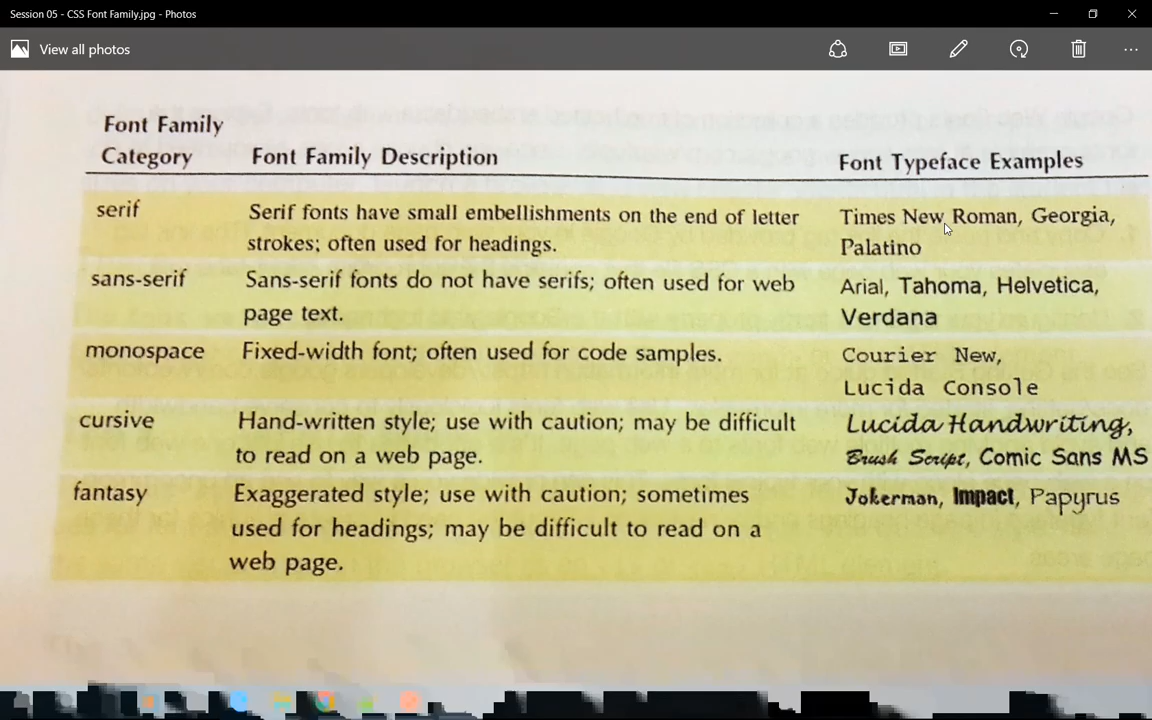 Session 05 - CSS Font Family.jpg - Photos
View all photos
Font Family
Category Font Family Description Font Typeface Examples
serif Serif fonts have small embellishments on the end of letter Times New Roman, Georgia,
strokes; often used for headings. Palatino
sans-serif Sans-serif fonts do not have serifs; often used for web Arial, Tahoma, Helvetica,
page text. Verdana
monospace Fixed-width font; often used for code samples. Courier New,
Lucida Console
cursive Hand-written style; use with caution; may be difficult Lucida Handwriting,
to read on a web page. Brush Script, Comic Sans MS
fantasy Exaggerated style; use with caution; sometimes Jokerman, Impact, Papyrus
used for headings; may be difficult to read on a
web page.